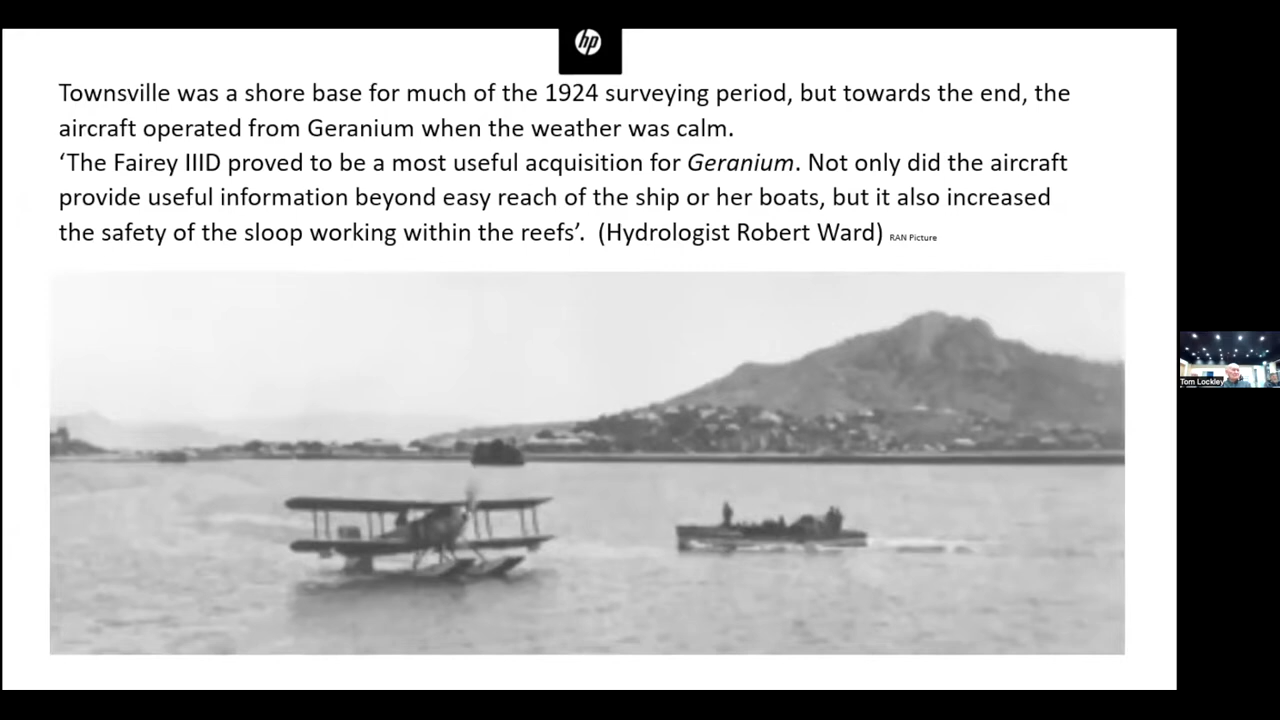 hp
Townsville was a shore base for much of the 1924 surveying period, but towards the end, the
aircraft operated from Geranium when the weather was calm.
‘The Fairey IIID proved to be a most useful acquisition for Geranium. Not only did the aircraft
provide useful information beyond easy reach of the ship or her boats, but it also increased
the safety of the sloop working within the reefs’. (Hydrologist Robert Ward) RAN Picture
Tom Lockley